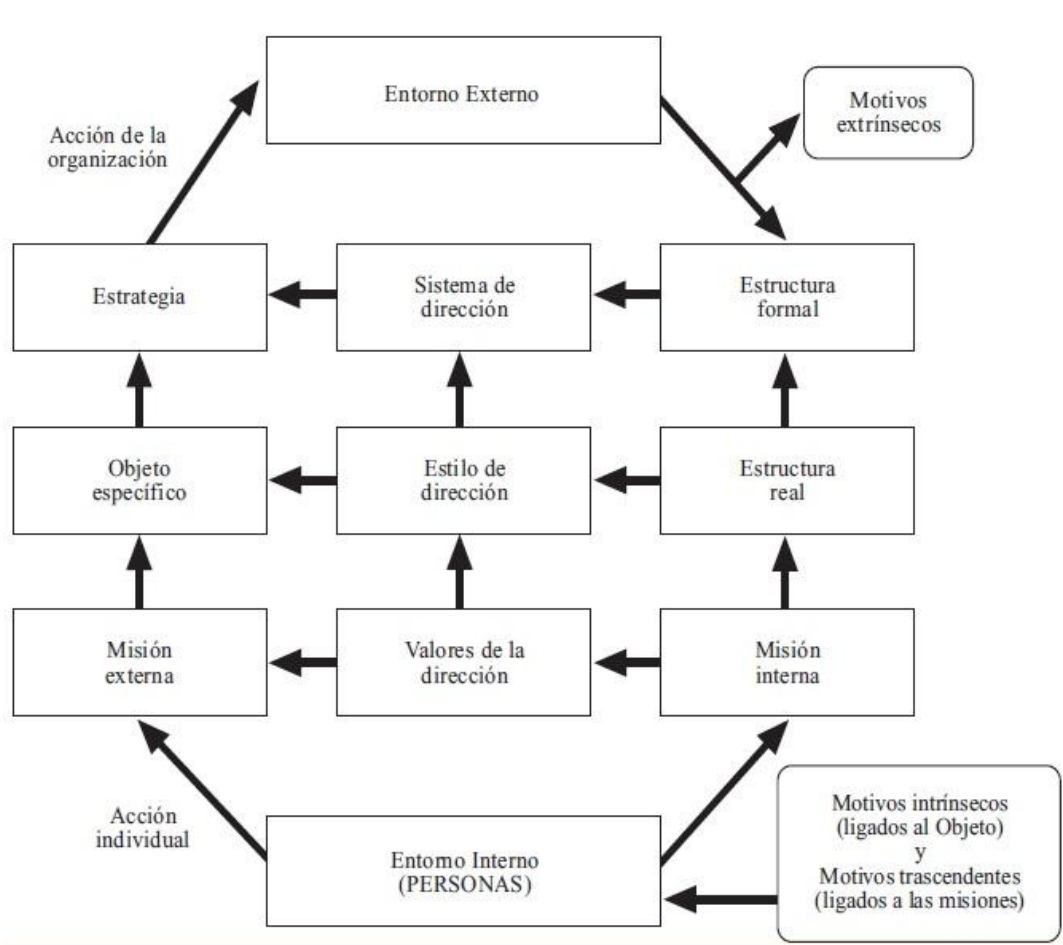 Entorno Externo
Motivos
extrínsecos
Acción de la
organización
Estrategia
Sistema de
dirección
Estructura
formal
Objeto
específico
Estilo de
dirección
Estructura
real
Misión
externa
Valores de la
dirección
Misión
interna
Acción
individual
Entorno Interno
(PERSONAS)
Motivos intrínsecos
(ligados al Objeto)
y
Motivos trascendentes
(ligados a las misiones)